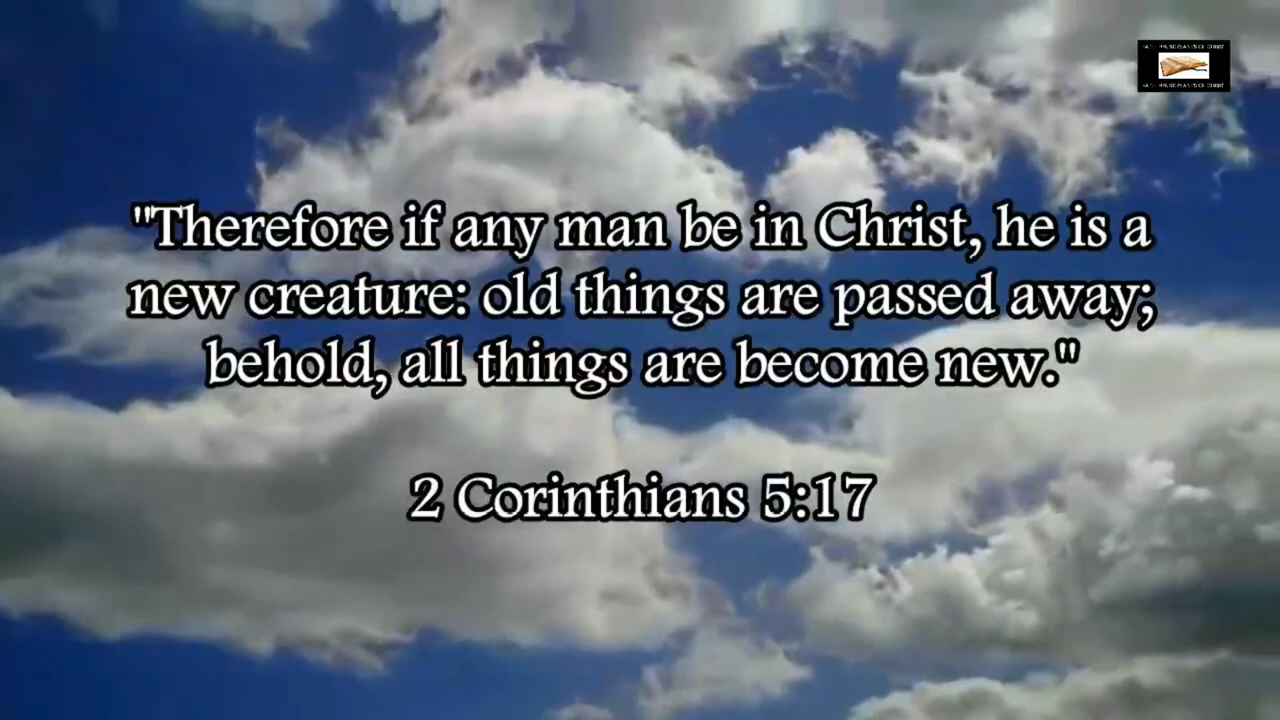 "Therefore if any man be in Christ, he is a
new creature: old things are passed away;
behold, all things are become new."
2 Corinthians 5:17